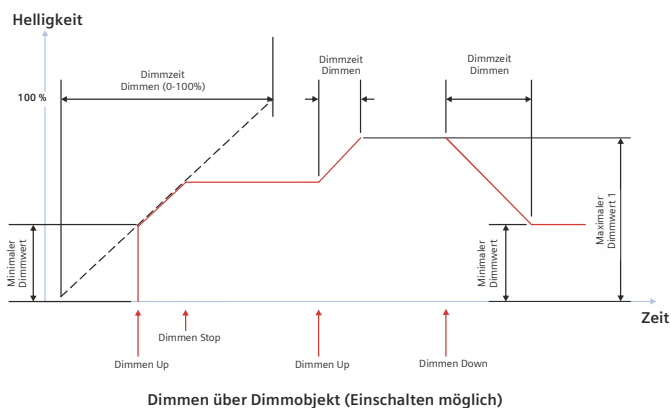 Helligkeit
Dimmzeit
Dimmen (0-100%)
Dimmzeit
Dimmen
Dimmzeit
Dimmen
100 %
Minimaler
Dimmwert
Minimaler
Dimmwert
Maximaler
Dimmwert 1
Zeit
Dimmen Stop
Dimmen Up
Dimmen Up
Dimmen Down
Dimmen über Dimmobjekt (Einschalten möglich)